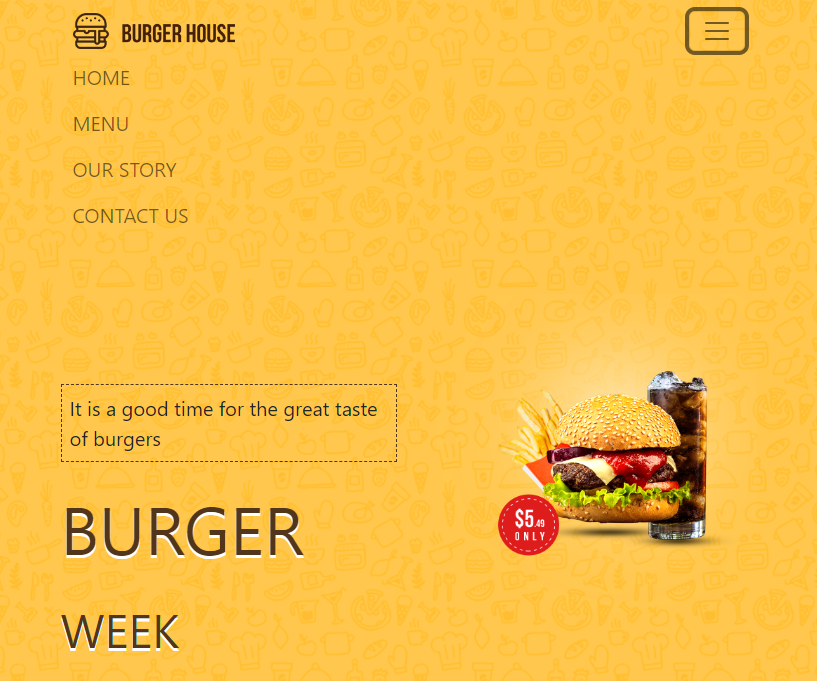 BURGER HOUSE
HOME
MENU
OUR STORY
CONTACT US
It is a good time for the great taste
of burgers
BURGER
$5.49
ONLY
WEEK